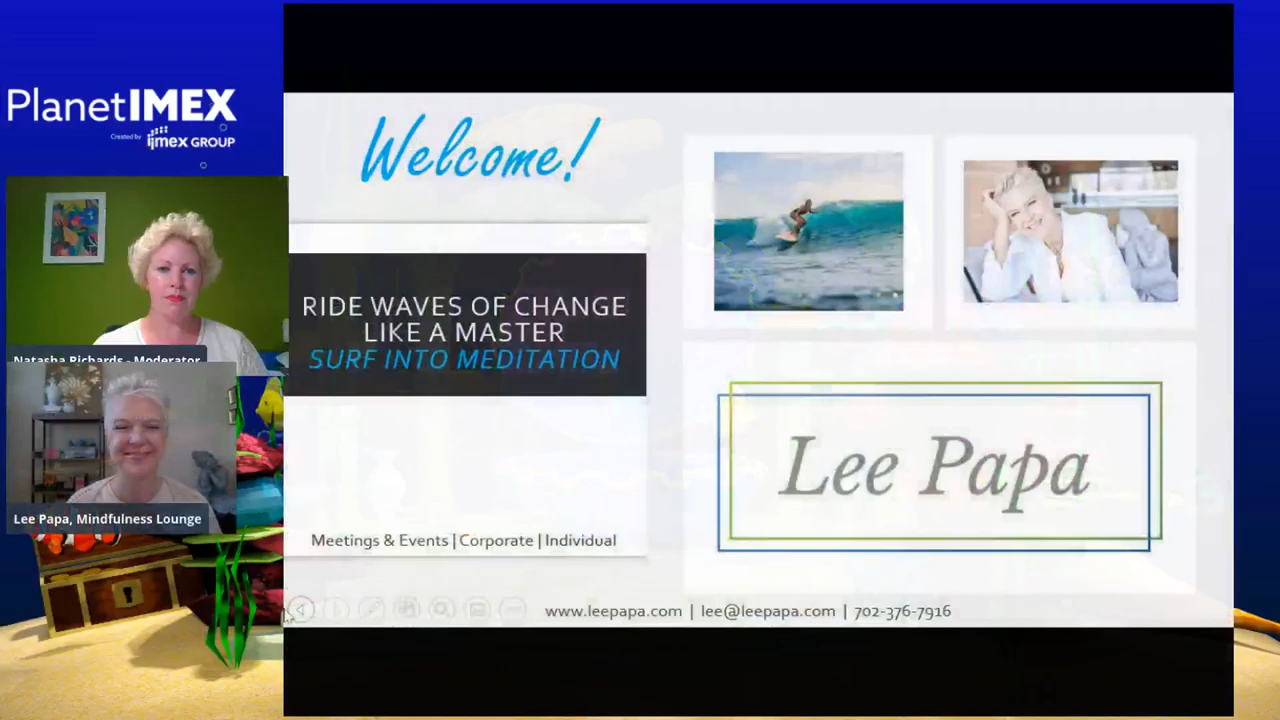 PlanetIMEX
Created by imex GROUP
Natasha Richards - Moderator
Lee Papa, Mindfulness Lounge
Welcome!
RIDE WAVES OF CHANGE
LIKE A MASTER
SURF INTO MEDITATION
Meetings & Events | Corporate | Individual
Lee Papa
www.leepapa.com | lee@leepapa.com | 702-376-7916